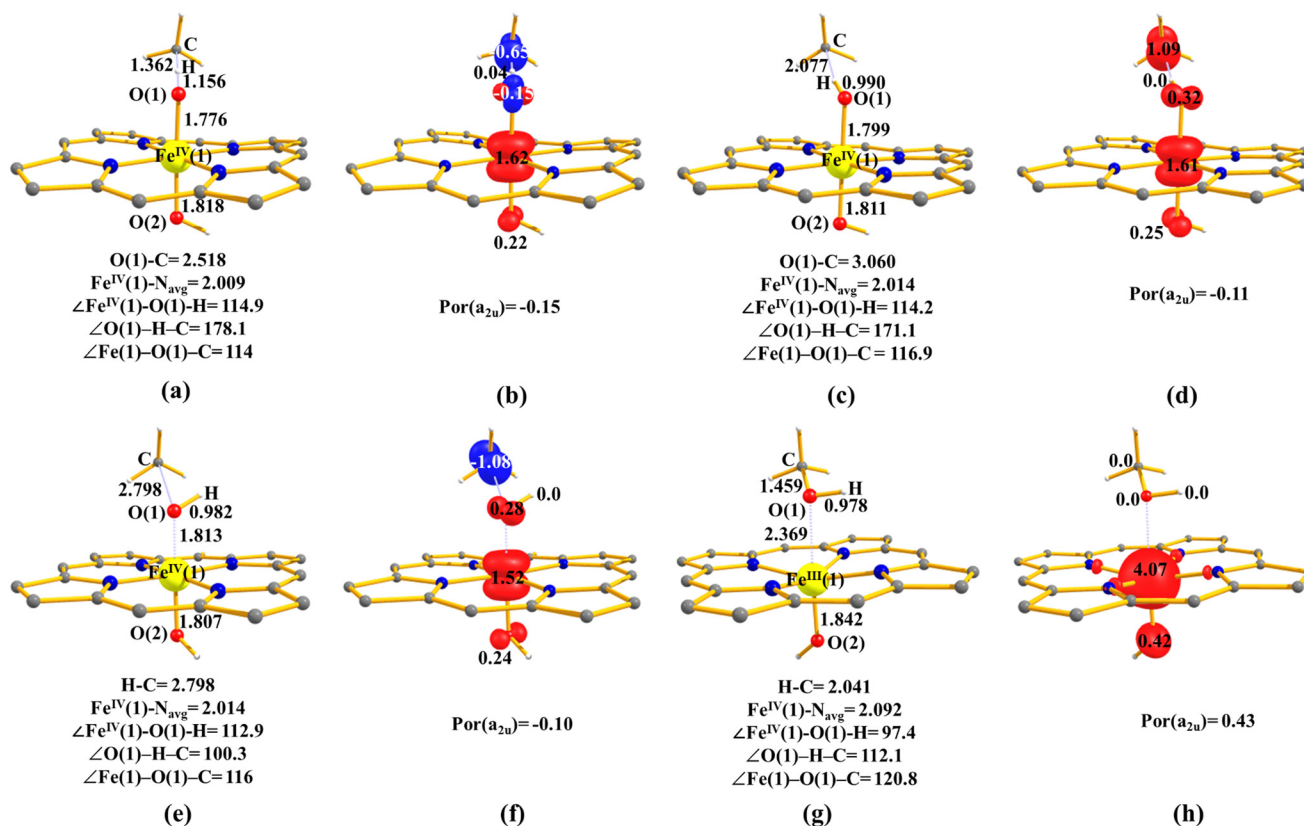 C
1.362
H
1.156
O(1)
1.776
Fe^IV(1)
1.818
O(2)
O(1)-C= 2.518
Fe^IV(1)-N_avg= 2.009
∠Fe^IV(1)-O(1)-H= 114.9
∠O(1)–H–C= 178.1
∠Fe(1)–O(1)–C= 114
(a)
-0.65
0.04
-0.15
1.62
0.22
Por(a_2u)= -0.15
(b)
C
2.077
H
0.990
O(1)
1.799
Fe^IV(1)
1.811
O(2)
O(1)-C= 3.060
Fe^IV(1)-N_avg= 2.014
∠Fe^IV(1)-O(1)-H= 114.2
∠O(1)–H–C= 171.1
∠Fe(1)–O(1)–C = 116.9
(c)
1.09
0.0
0.32
1.61
0.25
Por(a_2u)= -0.11
(d)
C
2.798
H
O(1)
0.982
1.813
Fe^IV(1)
1.807
O(2)
H-C= 2.798
Fe^IV(1)-N_avg= 2.014
∠Fe^IV(1)-O(1)-H= 112.9
∠O(1)–H–C= 100.3
∠Fe(1)–O(1)–C= 116
(e)
-1.08
0.0
0.28
1.52
0.24
Por(a_2u)= -0.10
(f)
C
1.459
H
O(1)
0.978
2.369
Fe^III(1)
1.842
O(2)
H-C= 2.041
Fe^IV(1)-N_avg= 2.092
∠Fe^IV(1)-O(1)-H= 97.4
∠O(1)–H–C= 112.1
∠Fe(1)–O(1)–C= 120.8
(g)
0.0
0.0
0.0
4.07
0.42
Por(a_2u)= 0.43
(h)